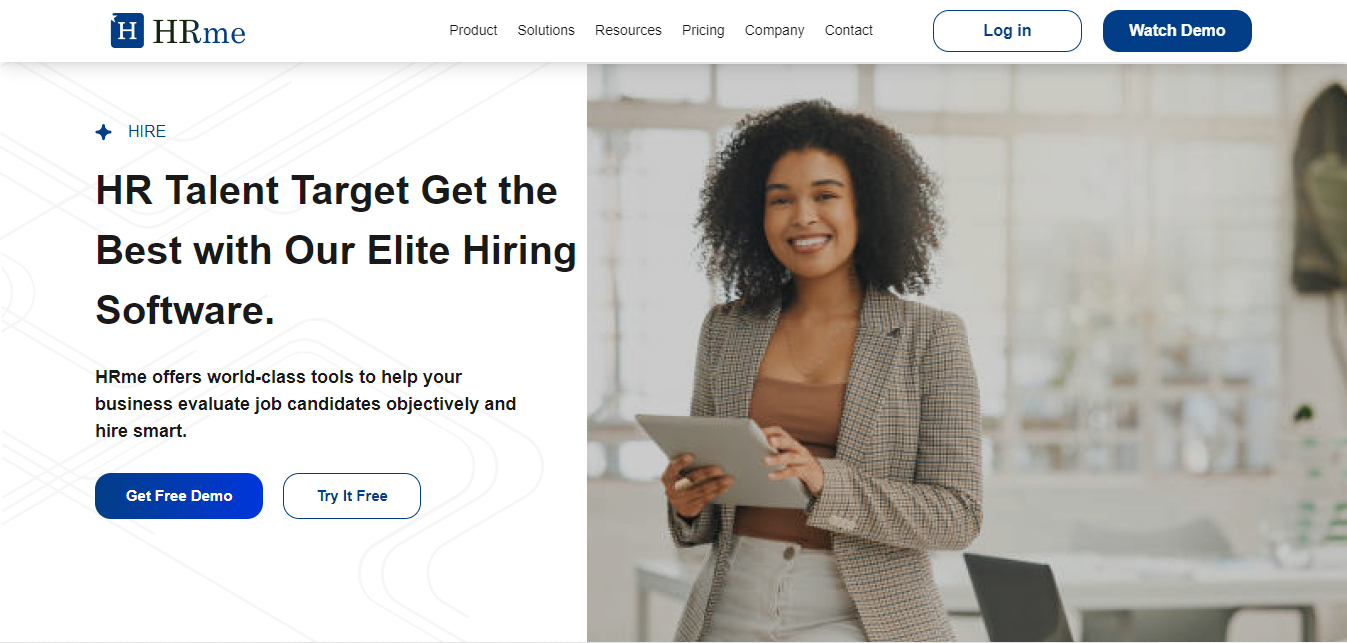 H HRme
Product Solutions Resources Pricing Company Contact Log in Watch Demo
HIRE
HR Talent Target Get the
Best with Our Elite Hiring
Software.
HRme offers world-class tools to help your
business evaluate job candidates objectively and
hire smart.
Get Free Demo Try It Free